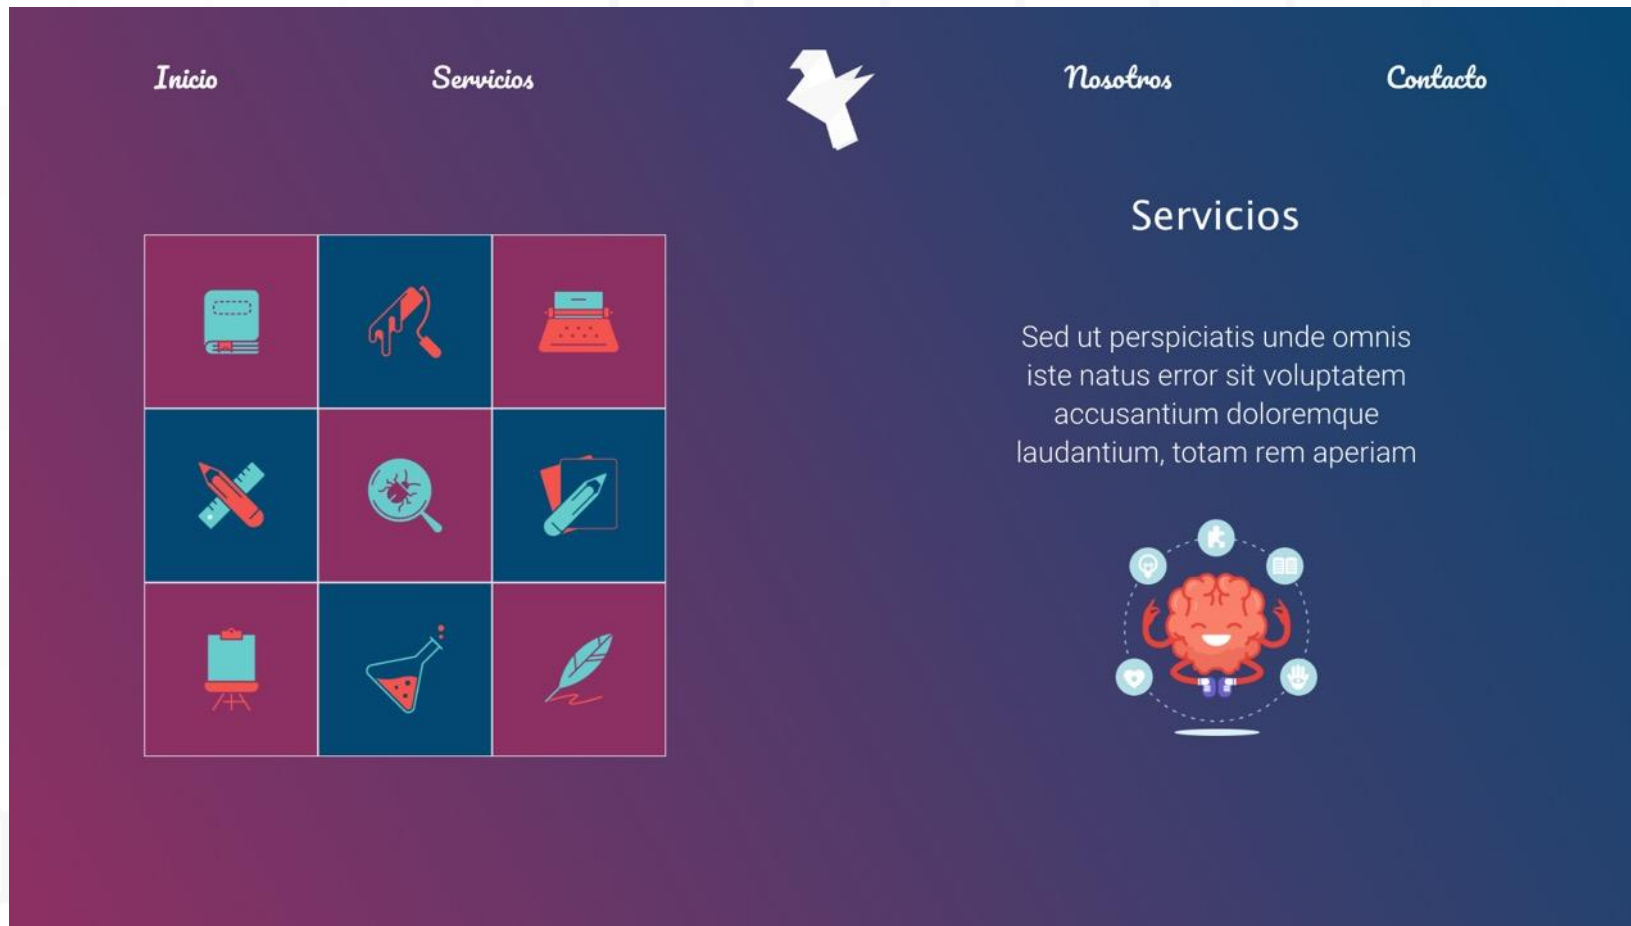 Inicio
Servicios
Nosotros
Contacto
Servicios
Sed ut perspiciatis unde omnis
iste natus error sit voluptatem
accusantium doloremque
laudantium, totam rem aperiam